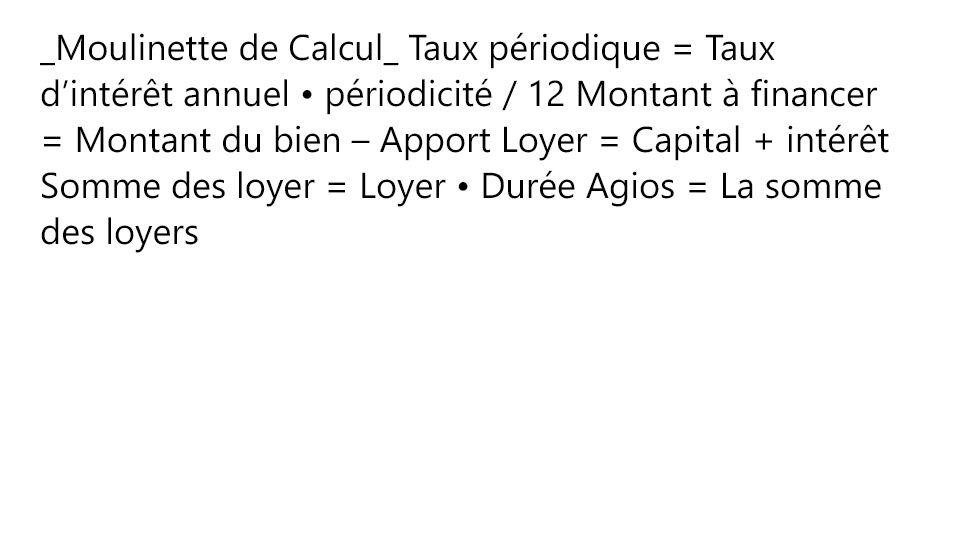 _Moulinette de Calcul_ Taux périodique = Taux
d’intérêt annuel • périodicité / 12 Montant à financer
= Montant du bien – Apport Loyer = Capital + intérêt
Somme des loyer = Loyer • Durée Agios = La somme
des loyers